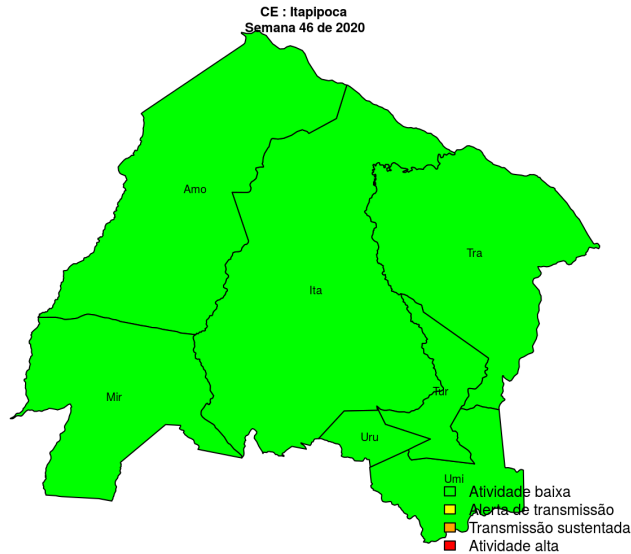 CE : Itapipoca
Semana 46 de 2020
Amo
Tra
Ita
Tur
Mir
Uru
Umi
Atividade baixa
Alerta de transmissão
Transmissão sustentada
Atividade alta